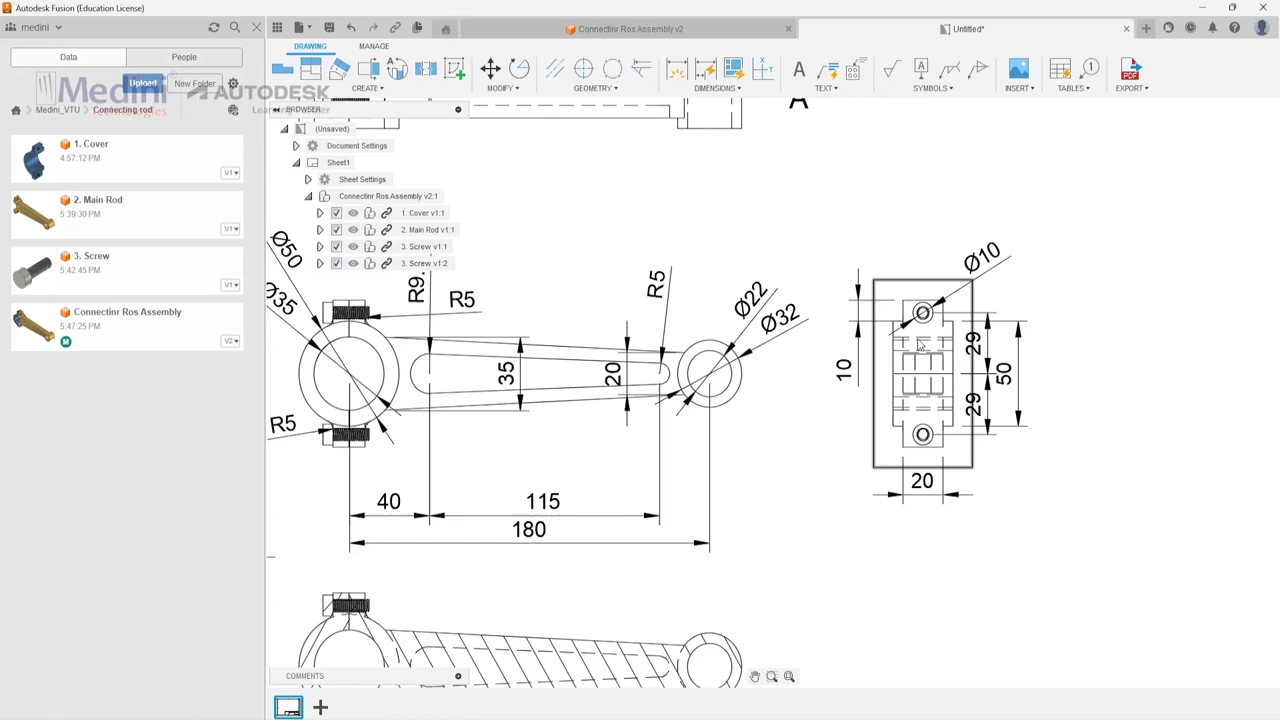 Autodesk Fusion (Education License)
medini
Connectinr Ros Assembly v2
Untitled*
Data
People
DRAWING
MANAGE
Upload
New Folder
Medini
Technologies
AUTODESK
CREATE
MODIFY
GEOMETRY
DIMENSIONS
TEXT
SYMBOLS
INSERT
TABLES
EXPORT
Medini_VTU
Connecting rod
BROWSER
A
(Unsaved)
Document Settings
Sheet1
Sheet Settings
Connectinr Ros Assembly v2:1
1. Cover v1:1
2. Main Rod v1:1
3. Screw v1:1
3. Screw v1:2
1. Cover
4:57:12 PM
V1
2. Main Rod
5:39:30 PM
V1
3. Screw
5:42:45 PM
V1
Connectinr Ros Assembly
5:47:25 PM
M
V2
Ø50
Ø35
R9.
R5
R5
Ø22
Ø32
Ø10
35
20
R5
10
29
29
50
20
40
115
180
COMMENTS